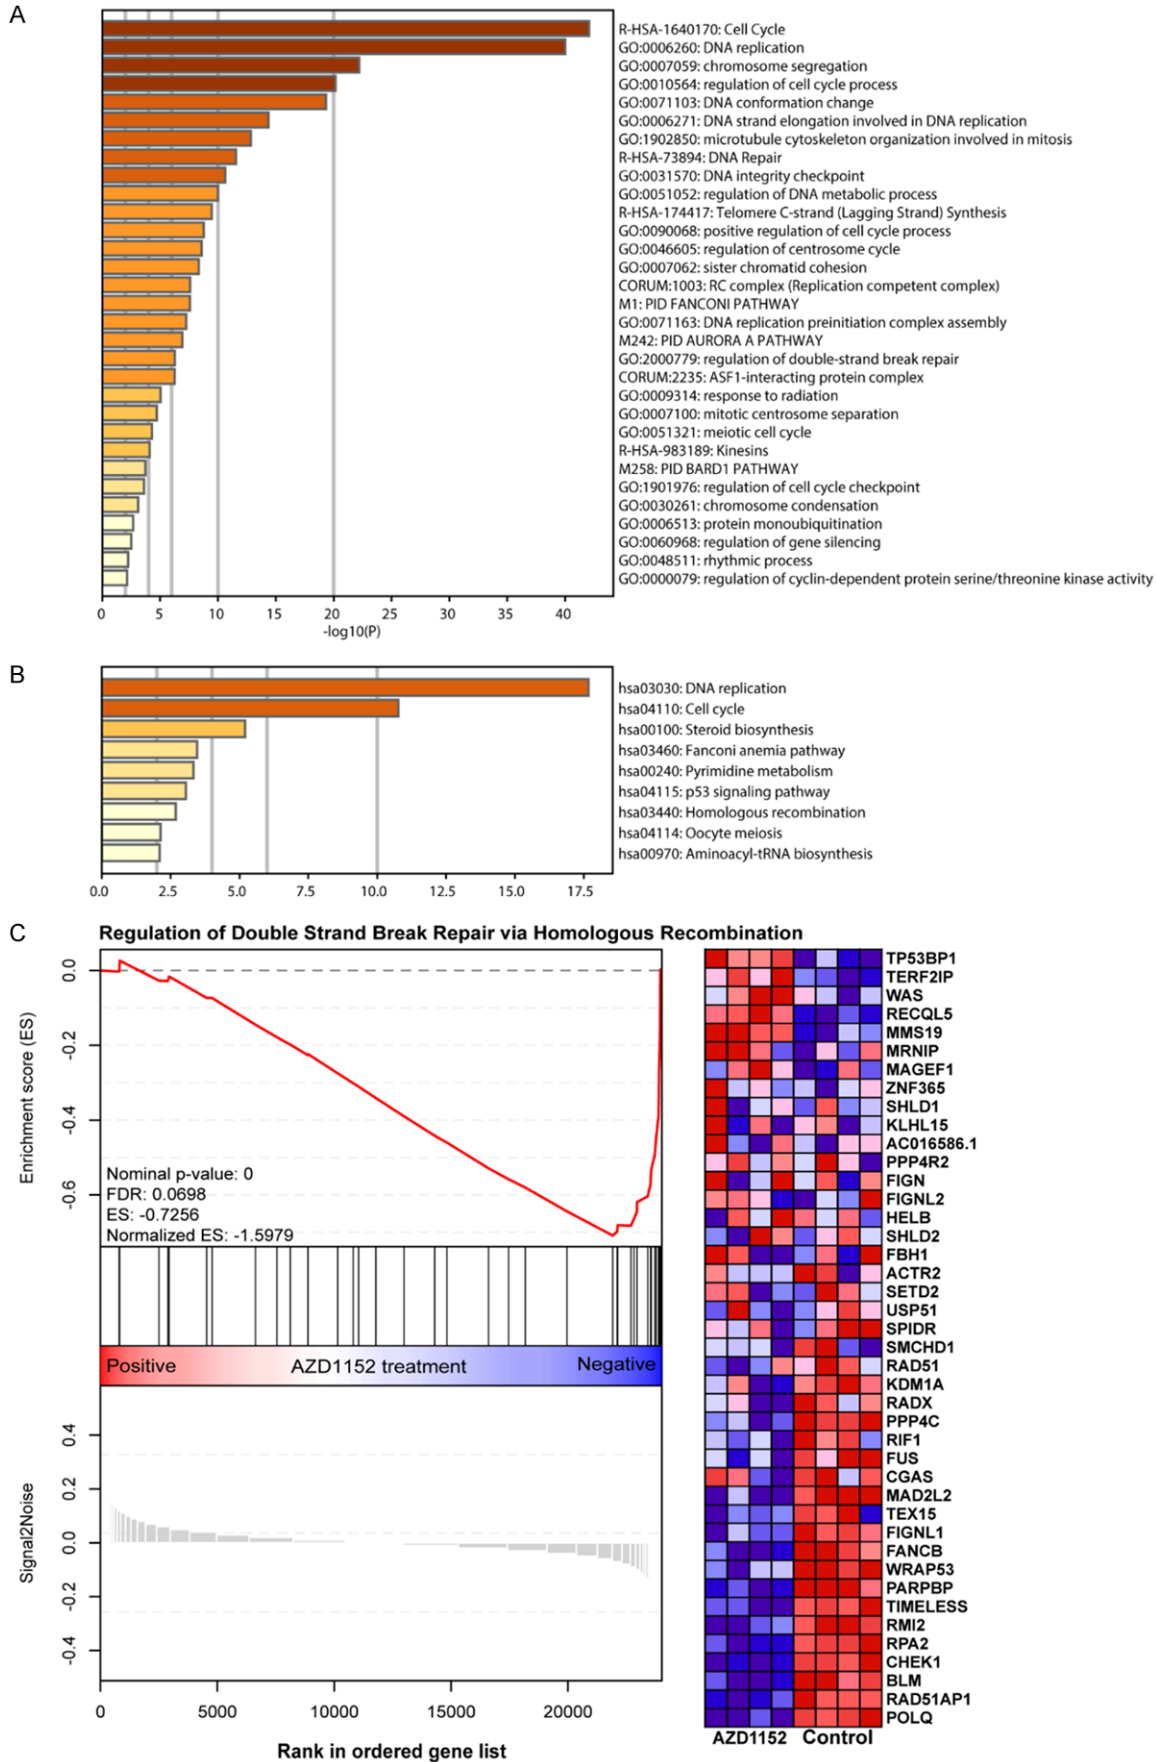 A
R-HSA-1640170: Cell Cycle
GO:0006260: DNA replication
GO:0007059: chromosome segregation
GO:0010564: regulation of cell cycle process
GO:0071103: DNA conformation change
GO:0006271: DNA strand elongation involved in DNA replication
GO:1902850: microtubule cytoskeleton organization involved in mitosis
R-HSA-73894: DNA Repair
GO:0031570: DNA integrity checkpoint
GO:0051052: regulation of DNA metabolic process
R-HSA-174417: Telomere C-strand (Lagging Strand) Synthesis
GO:0090068: positive regulation of cell cycle process
GO:0046605: regulation of centrosome cycle
GO:0007062: sister chromatid cohesion
CORUM:1003: RC complex (Replication competent complex)
M1: PID FANCONI PATHWAY
GO:0071163: DNA replication preinitiation complex assembly
M242: PID AURORA A PATHWAY
GO:2000779: regulation of double-strand break repair
CORUM:2235: ASF1-interacting protein complex
GO:0009314: response to radiation
GO:0007100: mitotic centrosome separation
GO:0051321: meiotic cell cycle
R-HSA-983189: Kinesins
M258: PID BARD1 PATHWAY
GO:1901976: regulation of cell cycle checkpoint
GO:0030261: chromosome condensation
GO:0006513: protein monoubiquitination
GO:0060968: regulation of gene silencing
GO:0048511: rhythmic process
GO:0000079: regulation of cyclin-dependent protein serine/threonine kinase activity
0 5 10 15 20 25 30 35 40
-log10(P)
B
hsa03030: DNA replication
hsa04110: Cell cycle
hsa00100: Steroid biosynthesis
hsa03460: Fanconi anemia pathway
hsa00240: Pyrimidine metabolism
hsa04115: p53 signaling pathway
hsa03440: Homologous recombination
hsa04114: Oocyte meiosis
hsa00970: Aminoacyl-tRNA biosynthesis
0.0 2.5 5.0 7.5 10.0 12.5 15.0 17.5
C
Regulation of Double Strand Break Repair via Homologous Recombination
Enrichment score (ES)
0.0
-0.2
-0.4
-0.6
Nominal p-value: 0
FDR: 0.0698
ES: -0.7256
Normalized ES: -1.5979
Positive AZD1152 treatment Negative
Signal2Noise
0.4
0.2
0.0
-0.2
-0.4
0 5000 10000 15000 20000
Rank in ordered gene list
TP53BP1
TERF2IP
WAS
RECQL5
MMS19
MRNIP
MAGEF1
ZNF365
SHLD1
KLHL15
AC016586.1
PPP4R2
FIGN
FIGNL2
HELB
SHLD2
FBH1
ACTR2
SETD2
USP51
SPIDR
SMCHD1
RAD51
KDM1A
RADX
PPP4C
RIF1
FUS
CGAS
MAD2L2
TEX15
FIGNL1
FANCB
WRAP53
PARPBP
TIMELESS
RMI2
RPA2
CHEK1
BLM
RAD51AP1
POLQ
AZD1152 Control